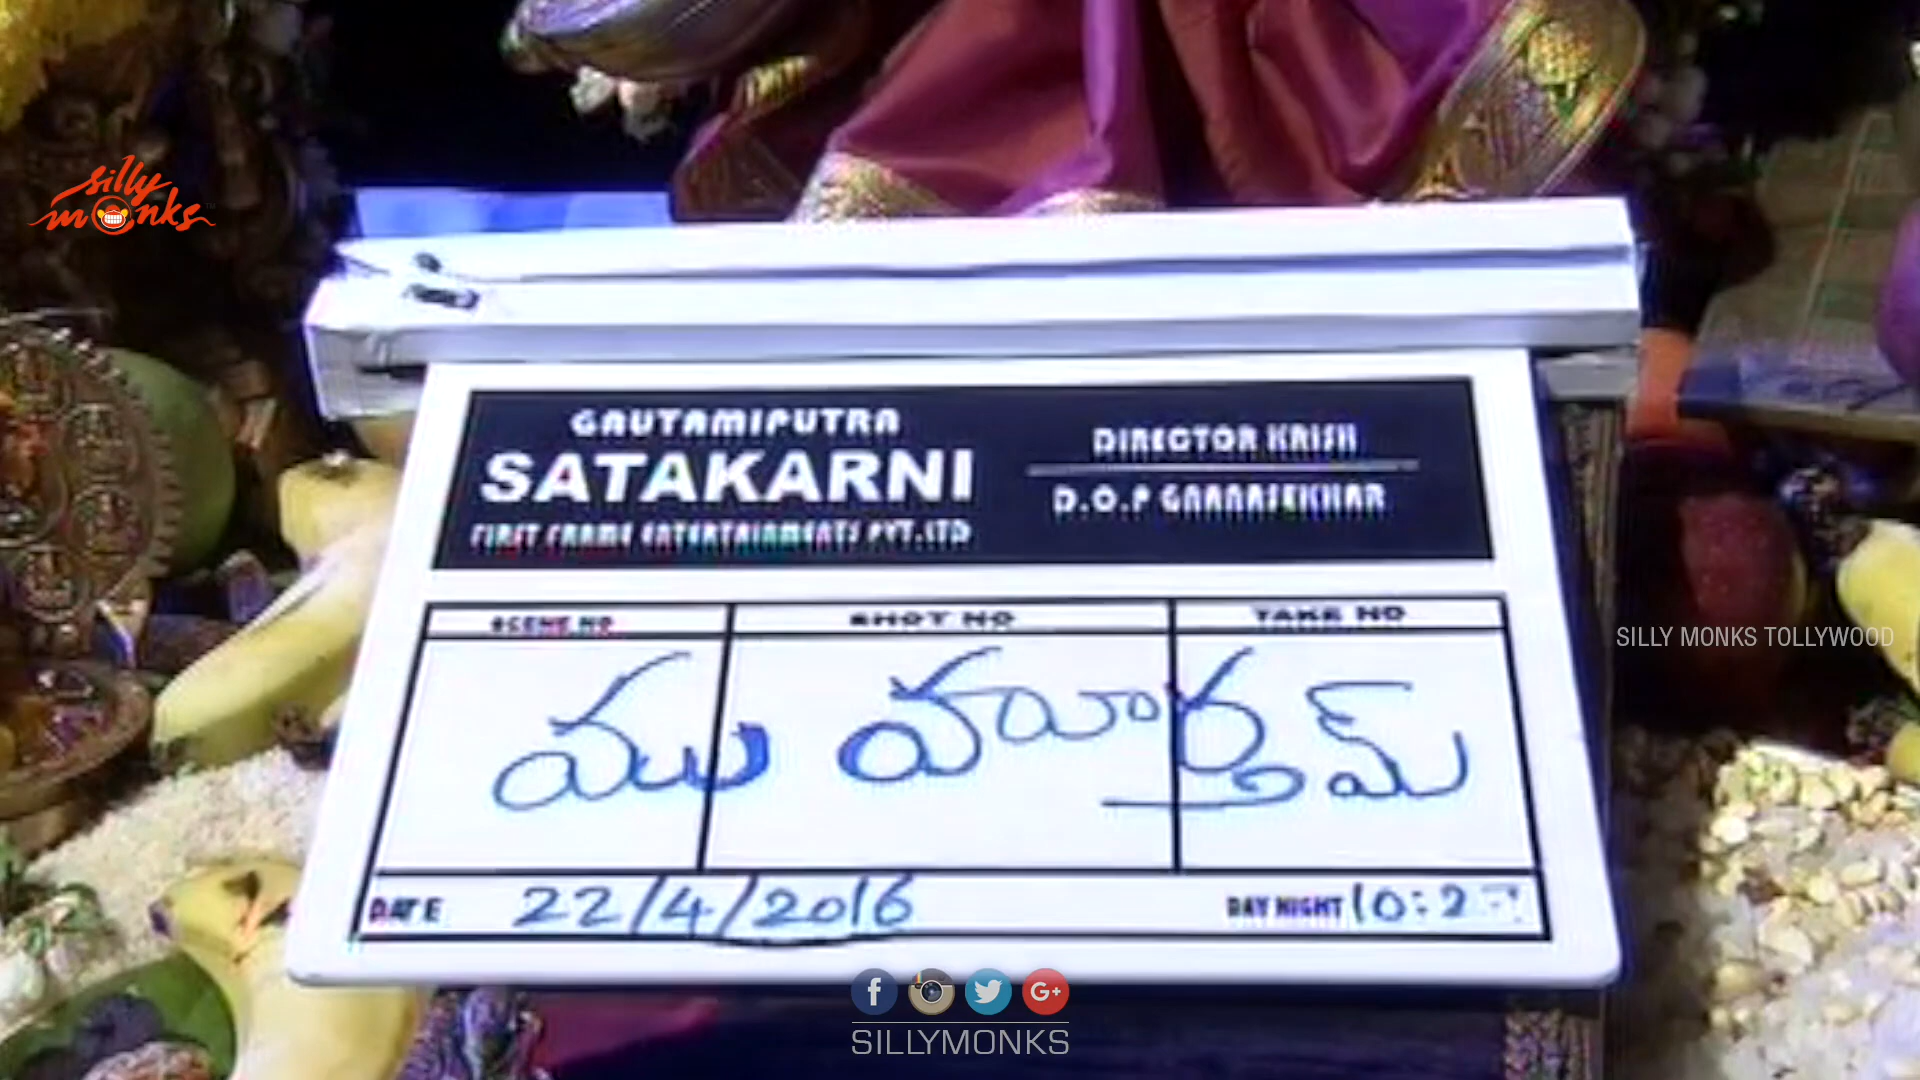 silly
monks
GAUTAMIPUTRA
SATAKARNI
FIRST FRAME ENTERTAINMENTS PVT.LTD
DIRECTOR KRISH
D.O.P GNANASEKHAR
SCENE NO SHOT NO TAKE NO
ముహూర్తమ్
DATE 22/4/2016 DAY NIGHT
SILLY MONKS TOLLYWOOD
SILLYMONKS